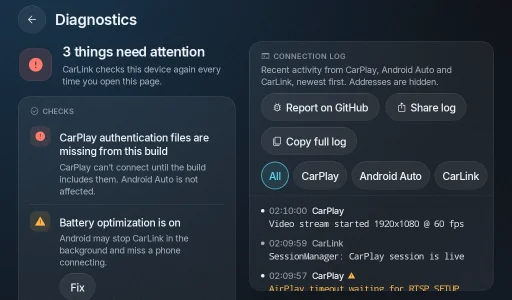 Diagnostics
3 things need attention
CarLink checks this device again every
time you open this page.
CHECKS
CarPlay authentication files are
missing from this build
CarPlay can't connect until the build
includes them. Android Auto is not
affected.
Battery optimization is on
Android may stop CarLink in the
background and miss a phone
connecting.
Fix
CONNECTION LOG
Recent activity from CarPlay, Android Auto and
CarLink, newest first. Addresses are hidden.
Report on GitHub
Share log
Copy full log
All
CarPlay
Android Auto
CarLink
02:10:00 CarPlay
Video stream started 1920x1080 @ 60 fps
02:09:59 CarLink
SessionManager: CarPlay session is live
02:09:57 CarPlay
AirPlay timeout waiting for RTSP SETUP